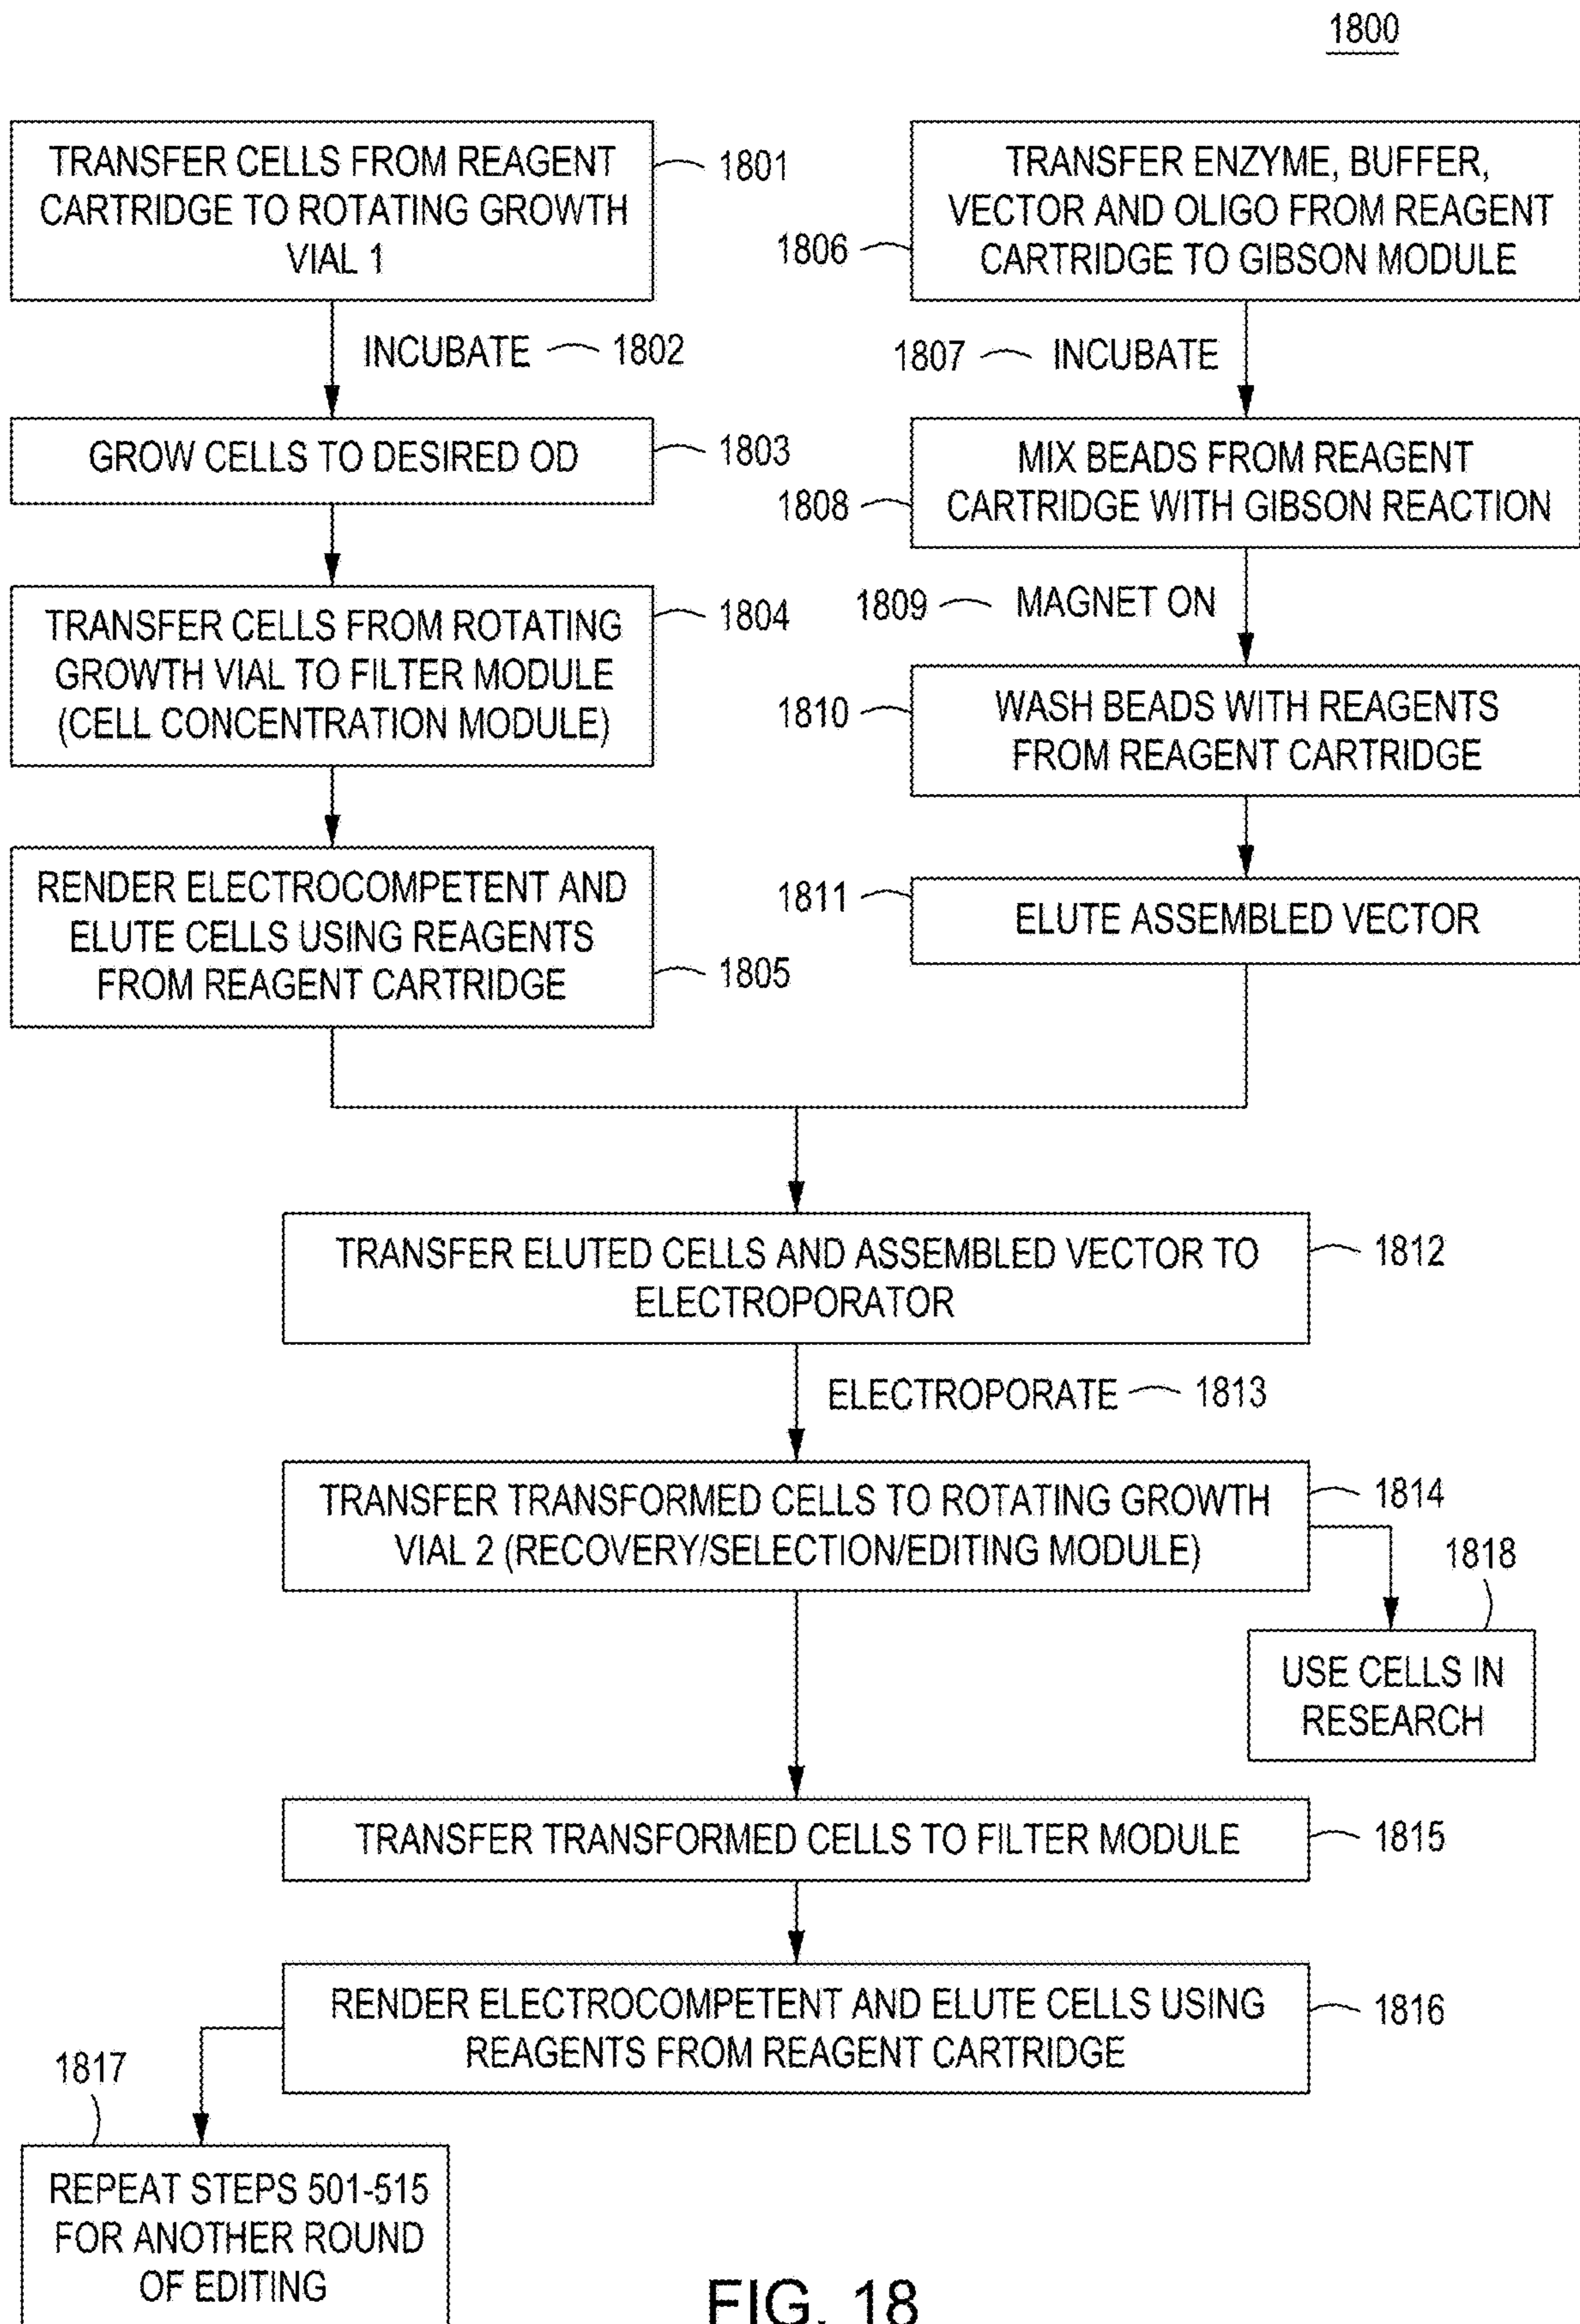 1800
TRANSFER CELLS FROM REAGENT
CARTRIDGE TO ROTATING GROWTH
VIAL 1
1801
INCUBATE
1802
GROW CELLS TO DESIRED OD
1803
TRANSFER CELLS FROM ROTATING
GROWTH VIAL TO FILTER MODULE
(CELL CONCENTRATION MODULE)
1804
RENDER ELECTROCOMPETENT AND
ELUTE CELLS USING REAGENTS
FROM REAGENT CARTRIDGE
1805
TRANSFER ENZYME, BUFFER,
VECTOR AND OLIGO FROM REAGENT
CARTRIDGE TO GIBSON MODULE
1806
1807
INCUBATE
MIX BEADS FROM REAGENT
CARTRIDGE WITH GIBSON REACTION
1808
1809
MAGNET ON
WASH BEADS WITH REAGENTS
FROM REAGENT CARTRIDGE
1810
1811
ELUTE ASSEMBLED VECTOR
TRANSFER ELUTED CELLS AND ASSEMBLED VECTOR TO
ELECTROPORATOR
1812
ELECTROPORATE
1813
TRANSFER TRANSFORMED CELLS TO ROTATING GROWTH
VIAL 2 (RECOVERY/SELECTION/EDITING MODULE)
1814
1818
USE CELLS IN
RESEARCH
TRANSFER TRANSFORMED CELLS TO FILTER MODULE
1815
RENDER ELECTROCOMPETENT AND ELUTE CELLS USING
REAGENTS FROM REAGENT CARTRIDGE
1816
1817
REPEAT STEPS 501-515
FOR ANOTHER ROUND
OF EDITING
FIG. 18